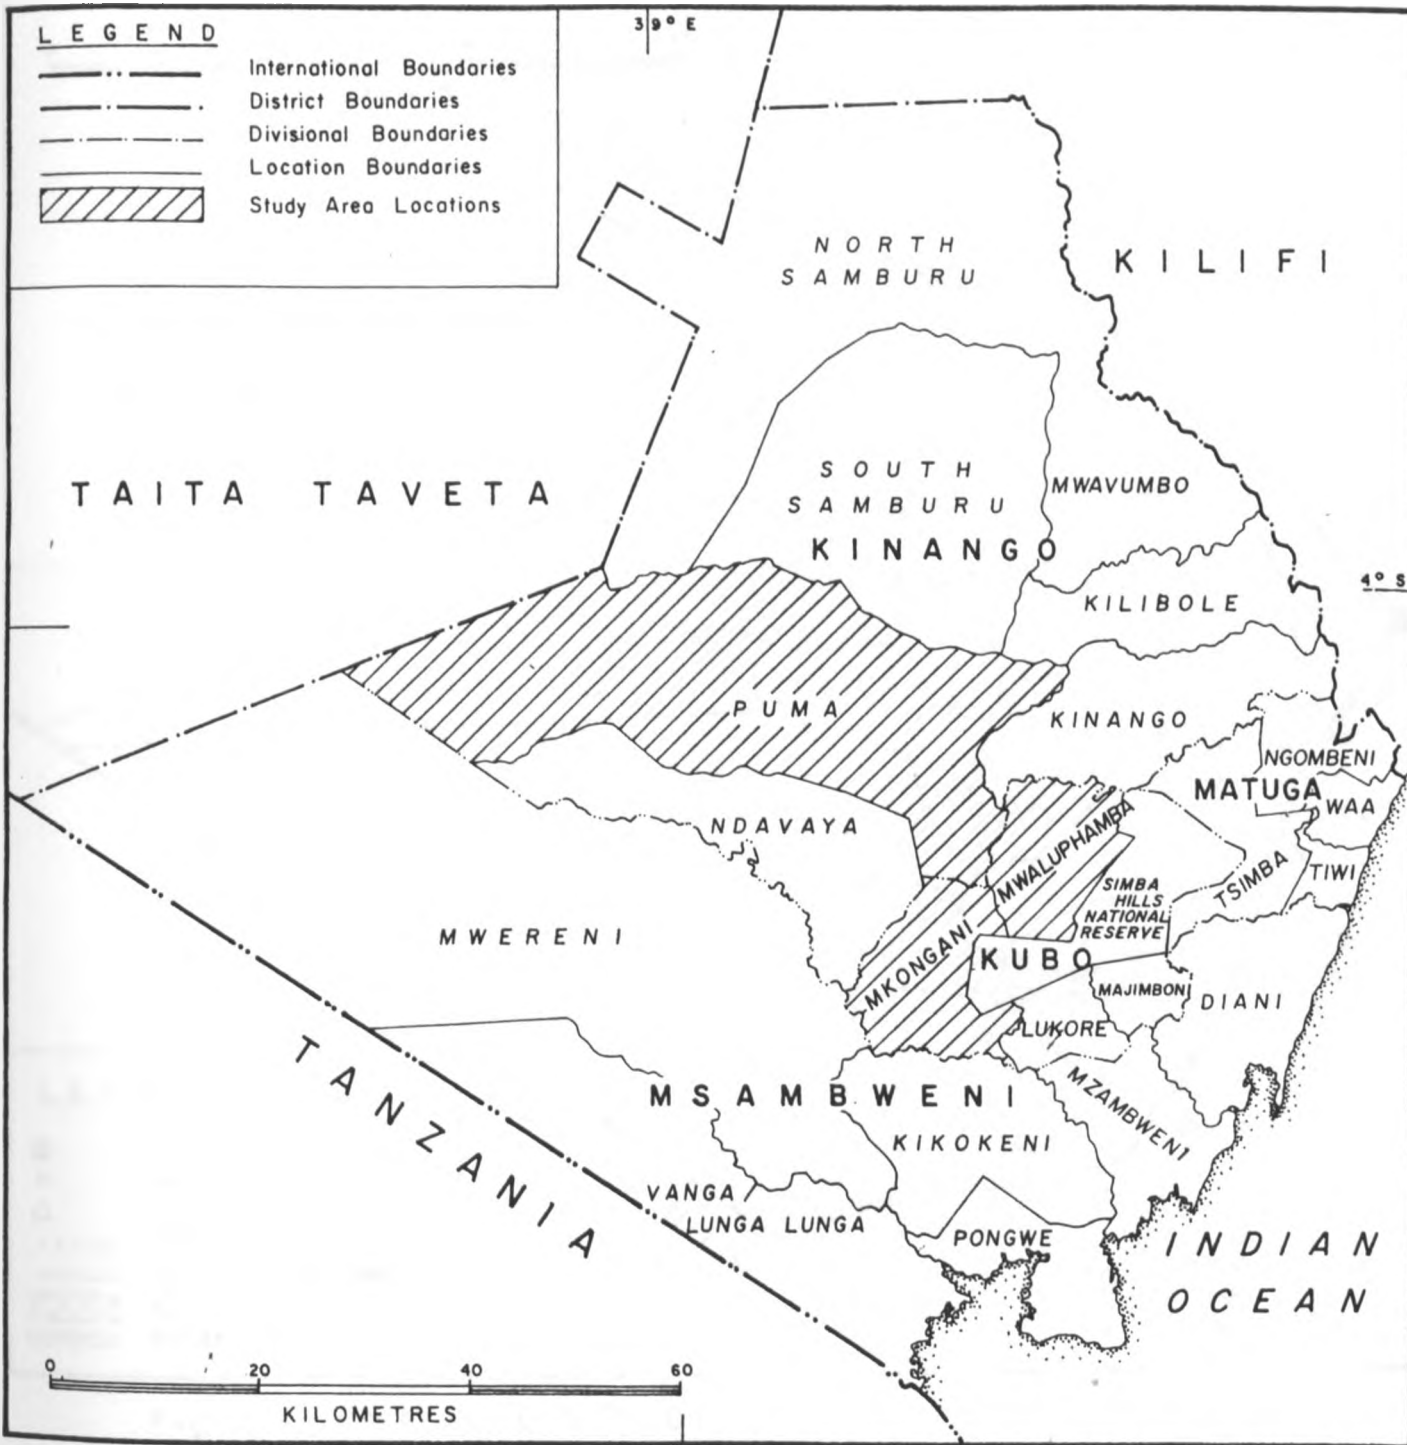 LEGEND
International Boundaries
District Boundaries
Divisional Boundaries
Location Boundaries
Study Area Locations
39° E
NORTH
SAMBURU
KILIFI
TAITA TAVETA
SOUTH
SAMBURU
MWAVUMBO
KINANGO
4° S
KILIBOLE
PUMA
KINANGO
NGOMBENI
MATUGA
WAA
NDAVAYA
MWALUPHAMBA
TSIMBA
TIWI
SIMBA
HILLS
NATIONAL
RESERVE
MWERENI
MKONGANI
KUBO
MAJIMBONI
DIANI
LUKORE
TANZANIA
MSAMBWENI
MZAMBWENI
KIKOKENI
VANGA
LUNGA LUNGA
PONGWE
INDIAN
OCEAN
0 20 40 60
KILOMETRES